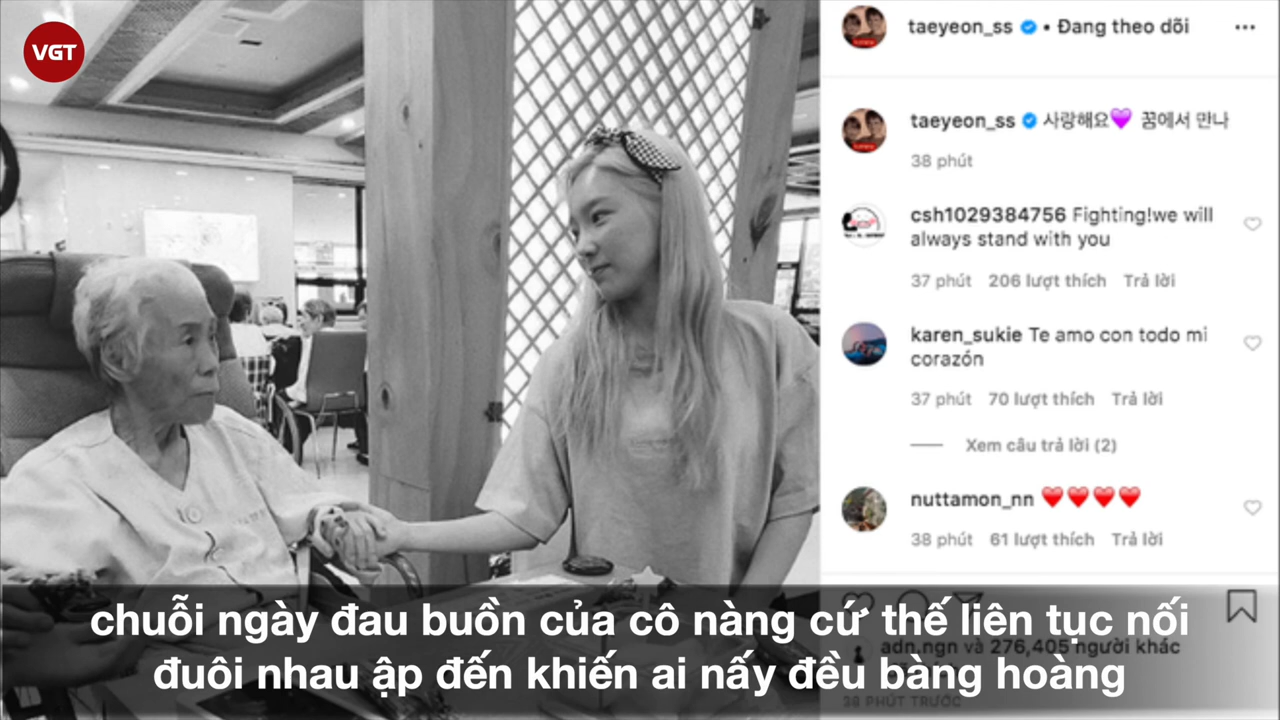 VGT
taeyeon_ss • Đang theo dõi
taeyeon_ss 사랑해요💜 꿈에서 만나
38 phút
csh1029384756 Fighting!we will
always stand with you
37 phút 206 lượt thích Trả lời
karen_sukie Te amo con todo mi
corazón
37 phút 70 lượt thích Trả lời
Xem câu trả lời (2)
nuttamon_nn ❤️❤️❤️❤️
38 phút 61 lượt thích Trả lời
adn.ngn và 276,405 người khác
38 PHÚT TRƯỚC
chuỗi ngày đau buồn của cô nàng cứ thế liên tục nối
đuôi nhau ập đến khiến ai nấy đều bàng hoàng